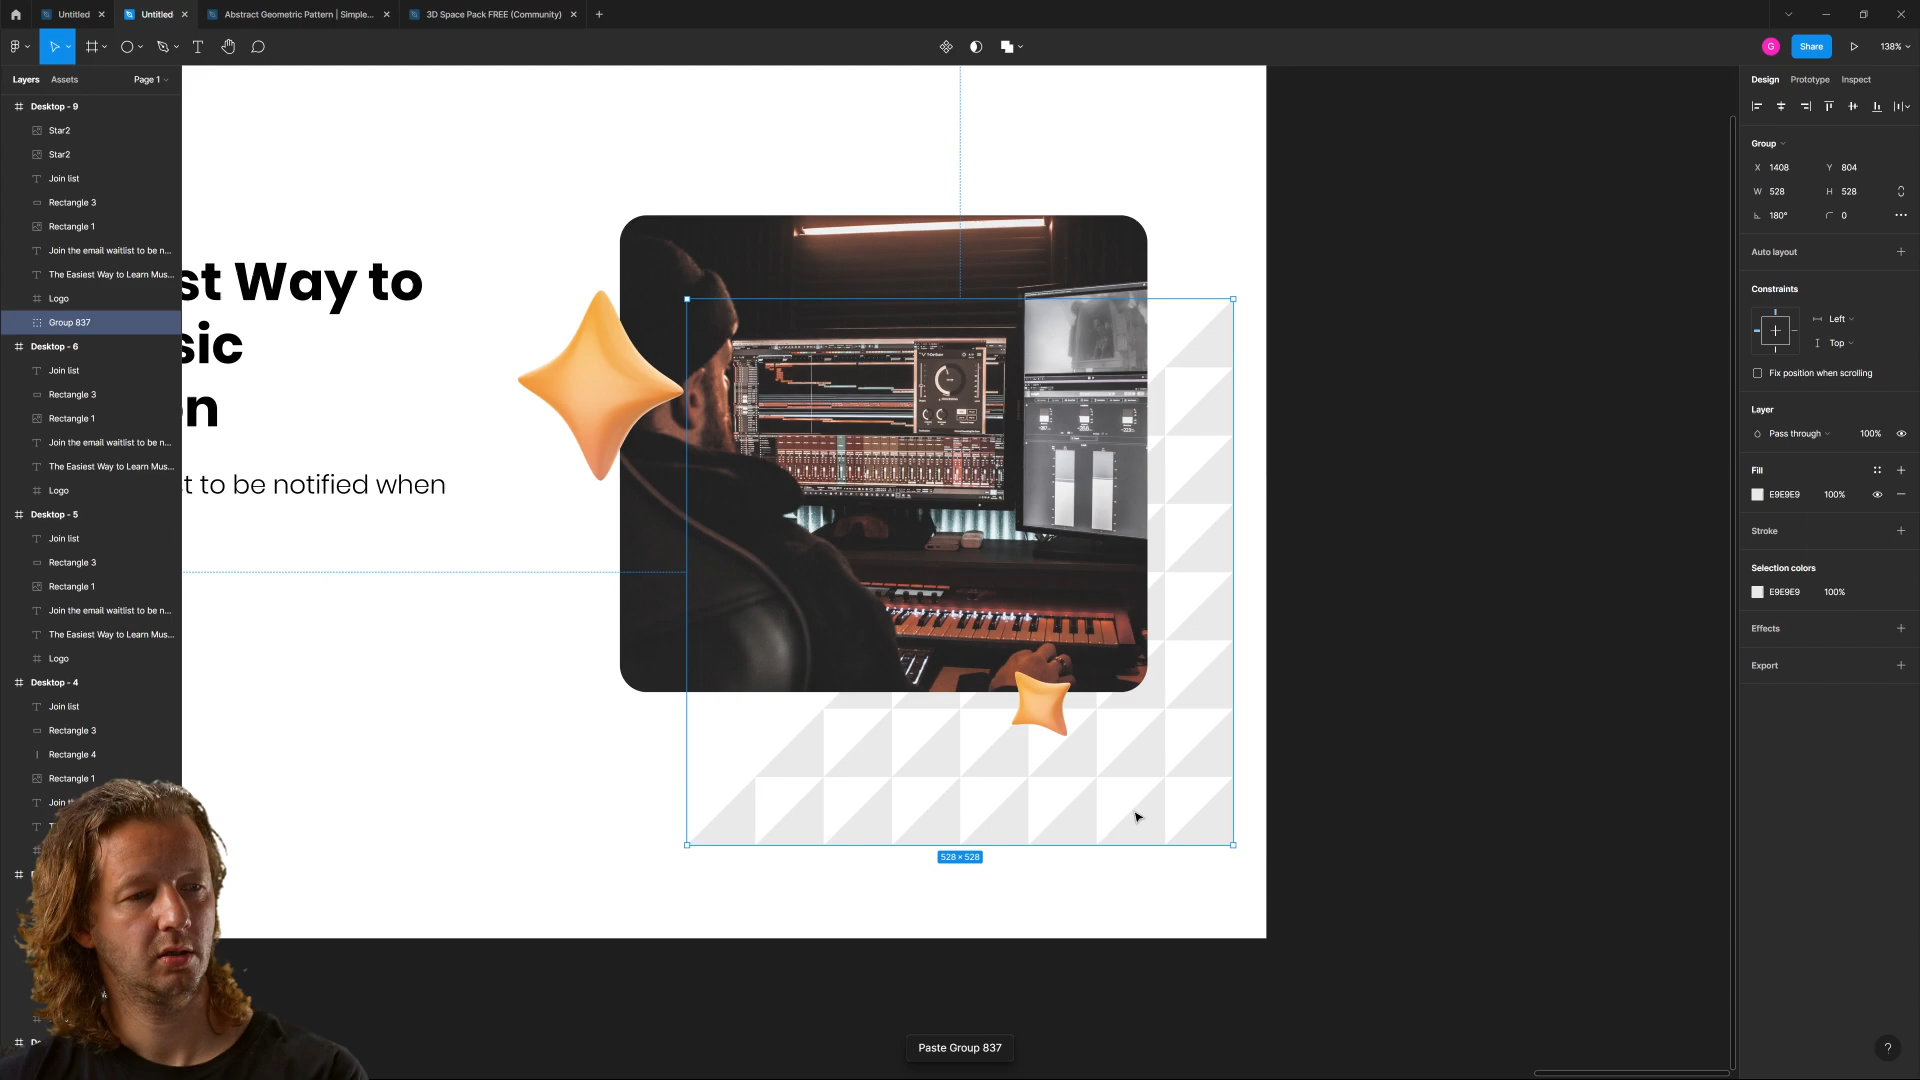 Untitled
Untitled
Abstract Geometric Pattern | Simple...
3D Space Pack FREE (Community)
G
Share
138%
Layers
Assets
Page 1
Design
Prototype
Inspect
Desktop - 9
Star2
Star2
Join list
Rectangle 3
Rectangle 1
Join the email waitlist to be n...
The Easiest Way to Learn Mus...
Logo
Group 837
Desktop - 6
Join list
Rectangle 3
Rectangle 1
Join the email waitlist to be n...
The Easiest Way to Learn Mus...
Logo
Desktop - 5
Join list
Rectangle 3
Rectangle 1
Join the email waitlist to be n...
The Easiest Way to Learn Mus...
Logo
Desktop - 4
Join list
Rectangle 3
Rectangle 4
Rectangle 1
Join t
T
De
st Way to
sic
n
t to be notified when
528 × 528
Paste Group 837
Group
X 1408 Y 804
W 528 H 528
180° 0
Auto layout
Constraints
Left
Top
Fix position when scrolling
Layer
Pass through 100%
Fill
E9E9E9 100%
Stroke
Selection colors
E9E9E9 100%
Effects
Export
?